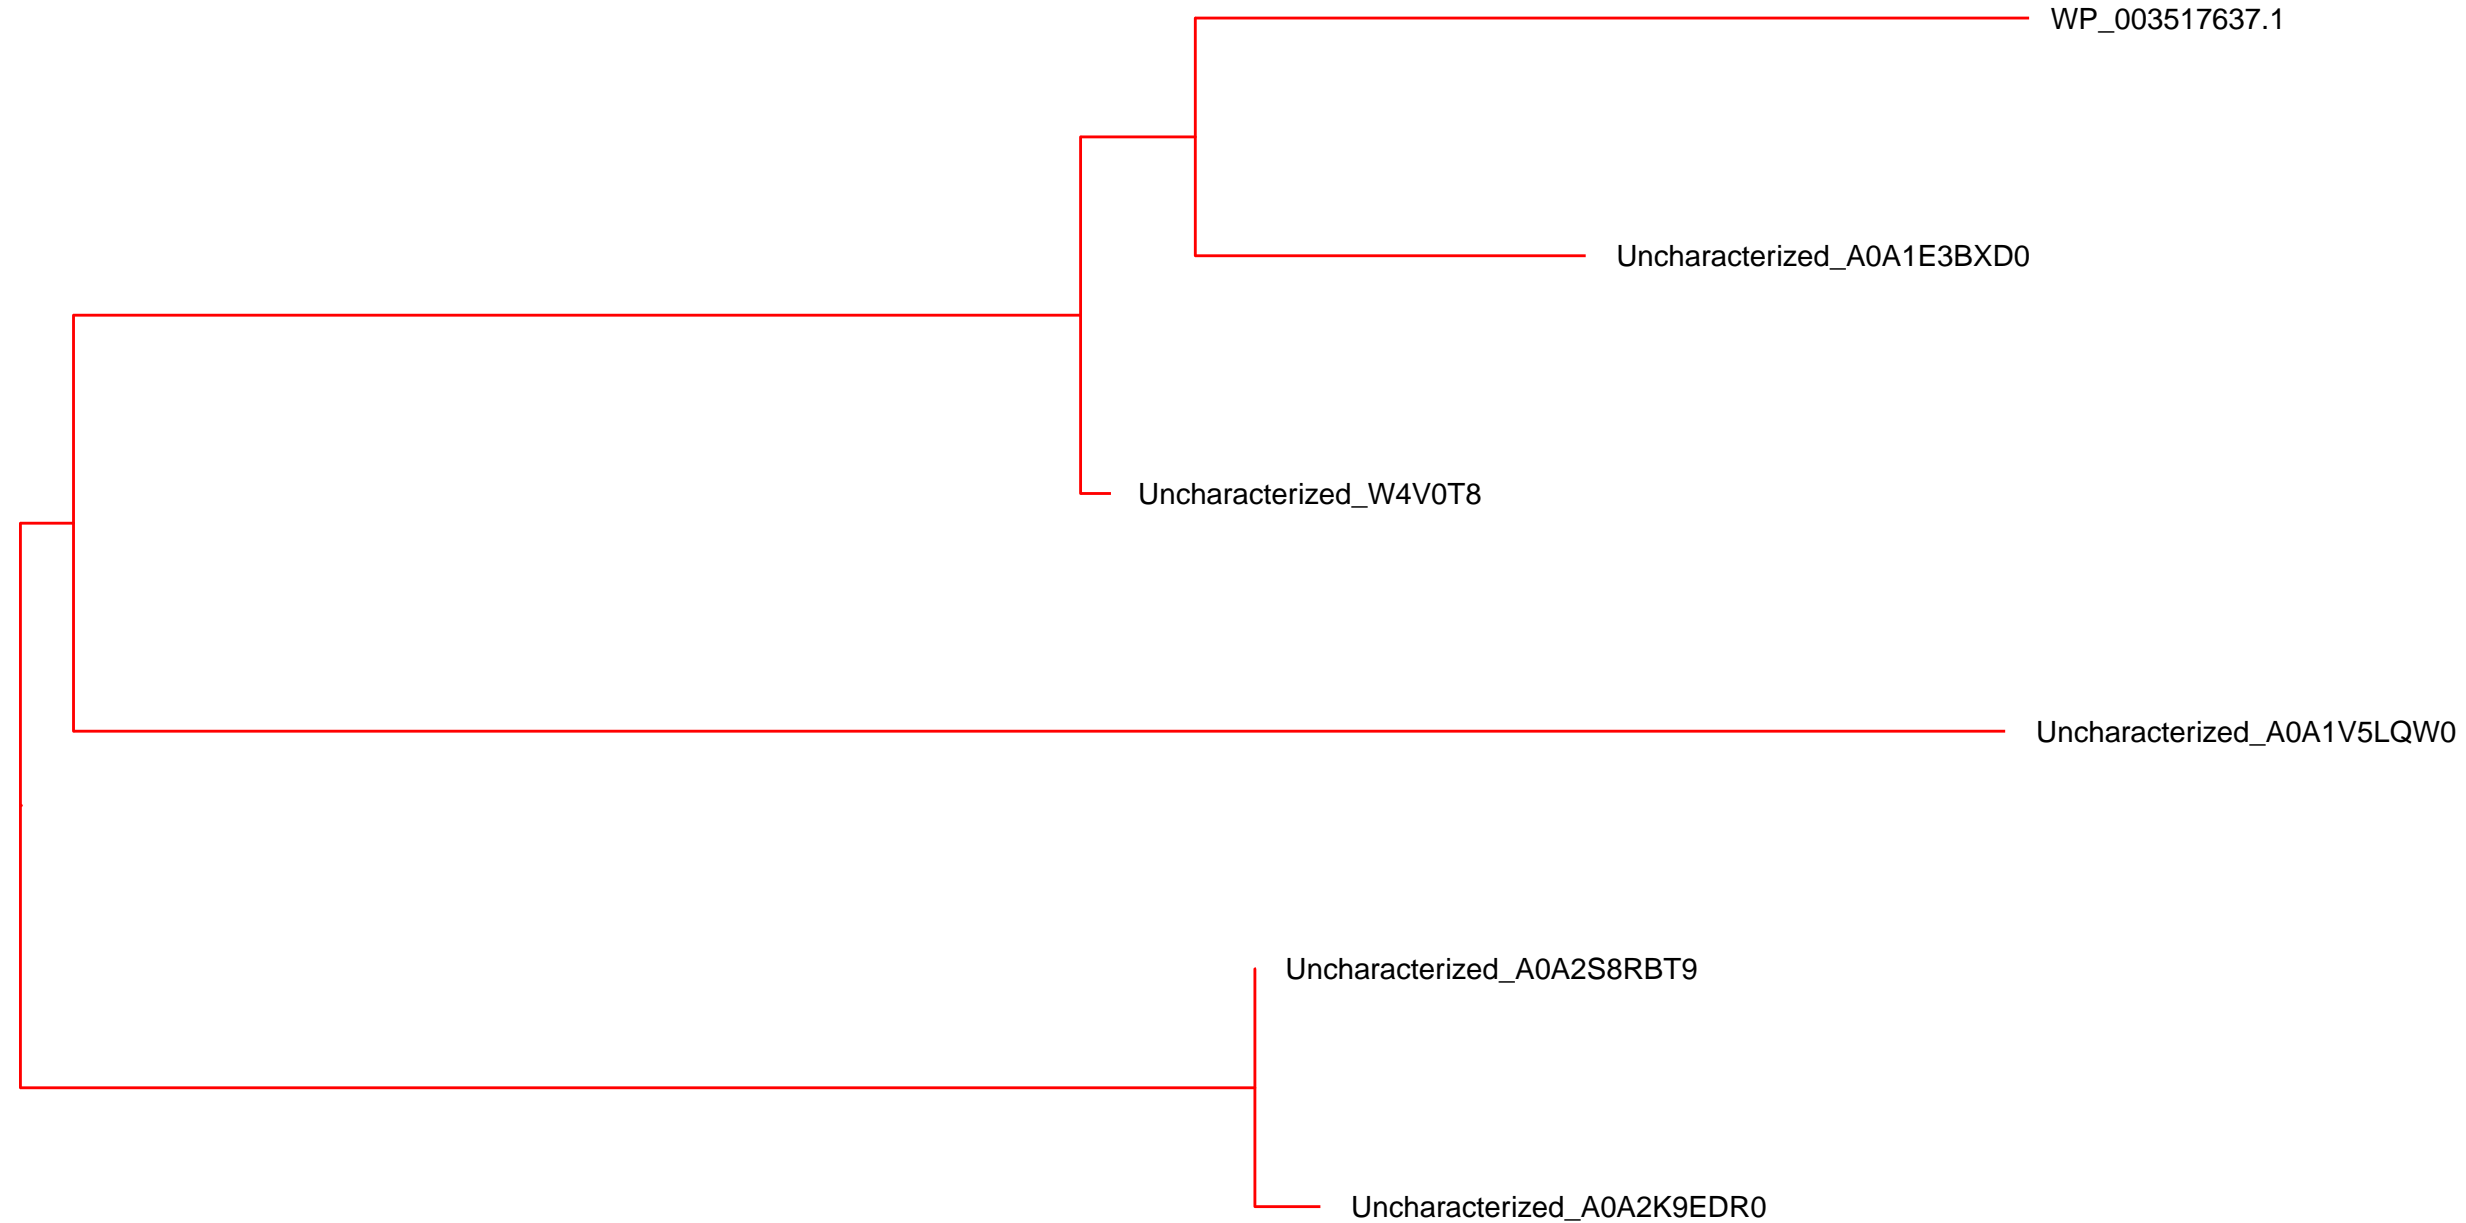 WP_003517637.1
Uncharacterized_A0A1E3BXD0
Uncharacterized_W4V0T8
Uncharacterized_A0A1V5LQW0
Uncharacterized_A0A2S8RBT9
Uncharacterized_A0A2K9EDR0